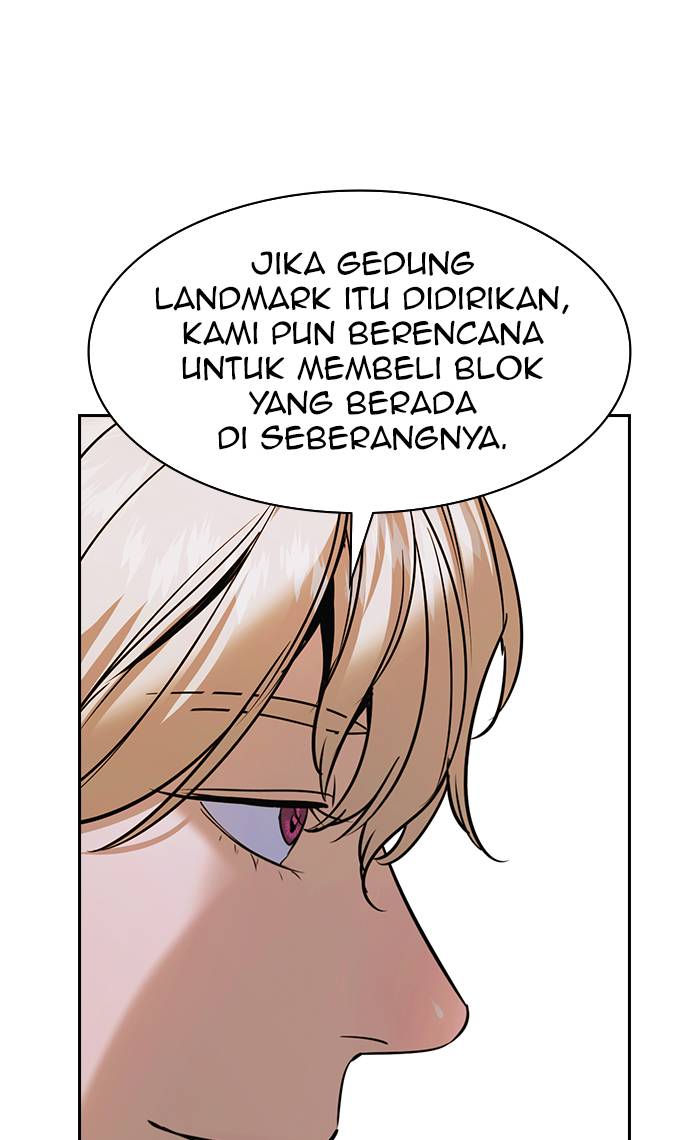 JIKA GEDUNG
LANDMARK ITU DIDIRIKAN,
KAMI PUN BERENCANA
UNTUK MEMBELI BLOK
YANG BERADA
DI SEBERANGNYA.